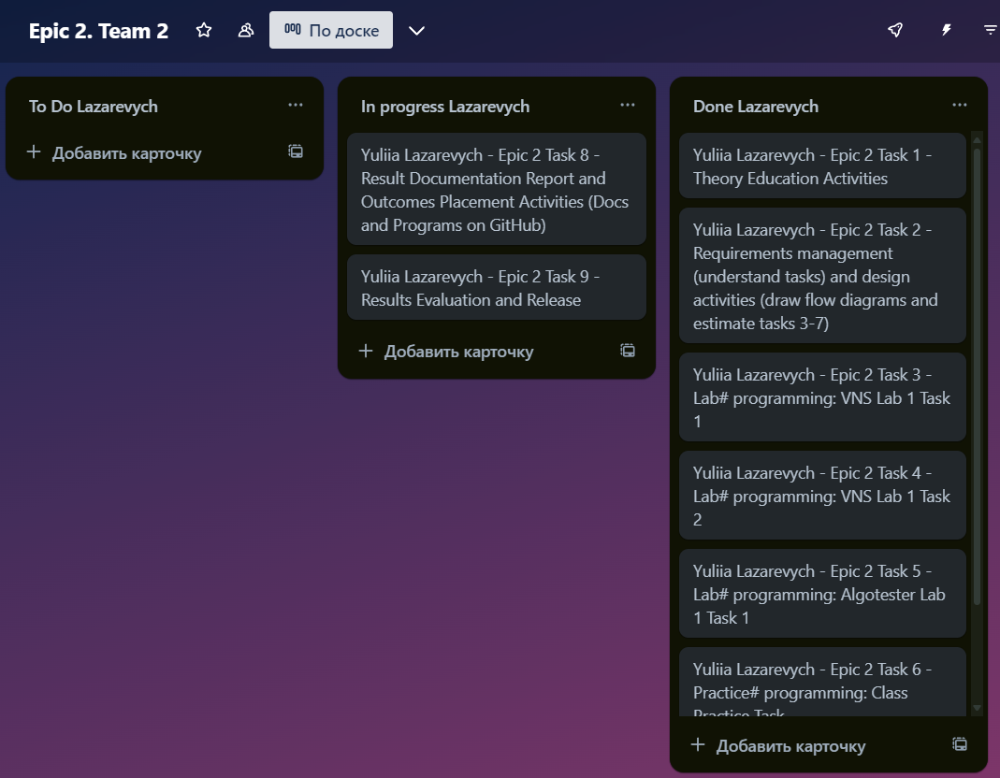 Epic 2. Team 2
По доске
To Do Lazarevych
Добавить карточку
In progress Lazarevych
Yuliia Lazarevych - Epic 2 Task 8 -
Result Documentation Report and
Outcomes Placement Activities (Docs
and Programs on GitHub)
Yuliia Lazarevych - Epic 2 Task 9 -
Results Evaluation and Release
Добавить карточку
Done Lazarevych
Yuliia Lazarevych - Epic 2 Task 1 -
Theory Education Activities
Yuliia Lazarevych - Epic 2 Task 2 -
Requirements management
(understand tasks) and design
activities (draw flow diagrams and
estimate tasks 3-7)
Yuliia Lazarevych - Epic 2 Task 3 -
Lab# programming: VNS Lab 1 Task
1
Yuliia Lazarevych - Epic 2 Task 4 -
Lab# programming: VNS Lab 1 Task
2
Yuliia Lazarevych - Epic 2 Task 5 -
Lab# programming: Algotester Lab
1 Task 1
Yuliia Lazarevych - Epic 2 Task 6 -
Practice# programming: Class
Practice Task
Добавить карточку